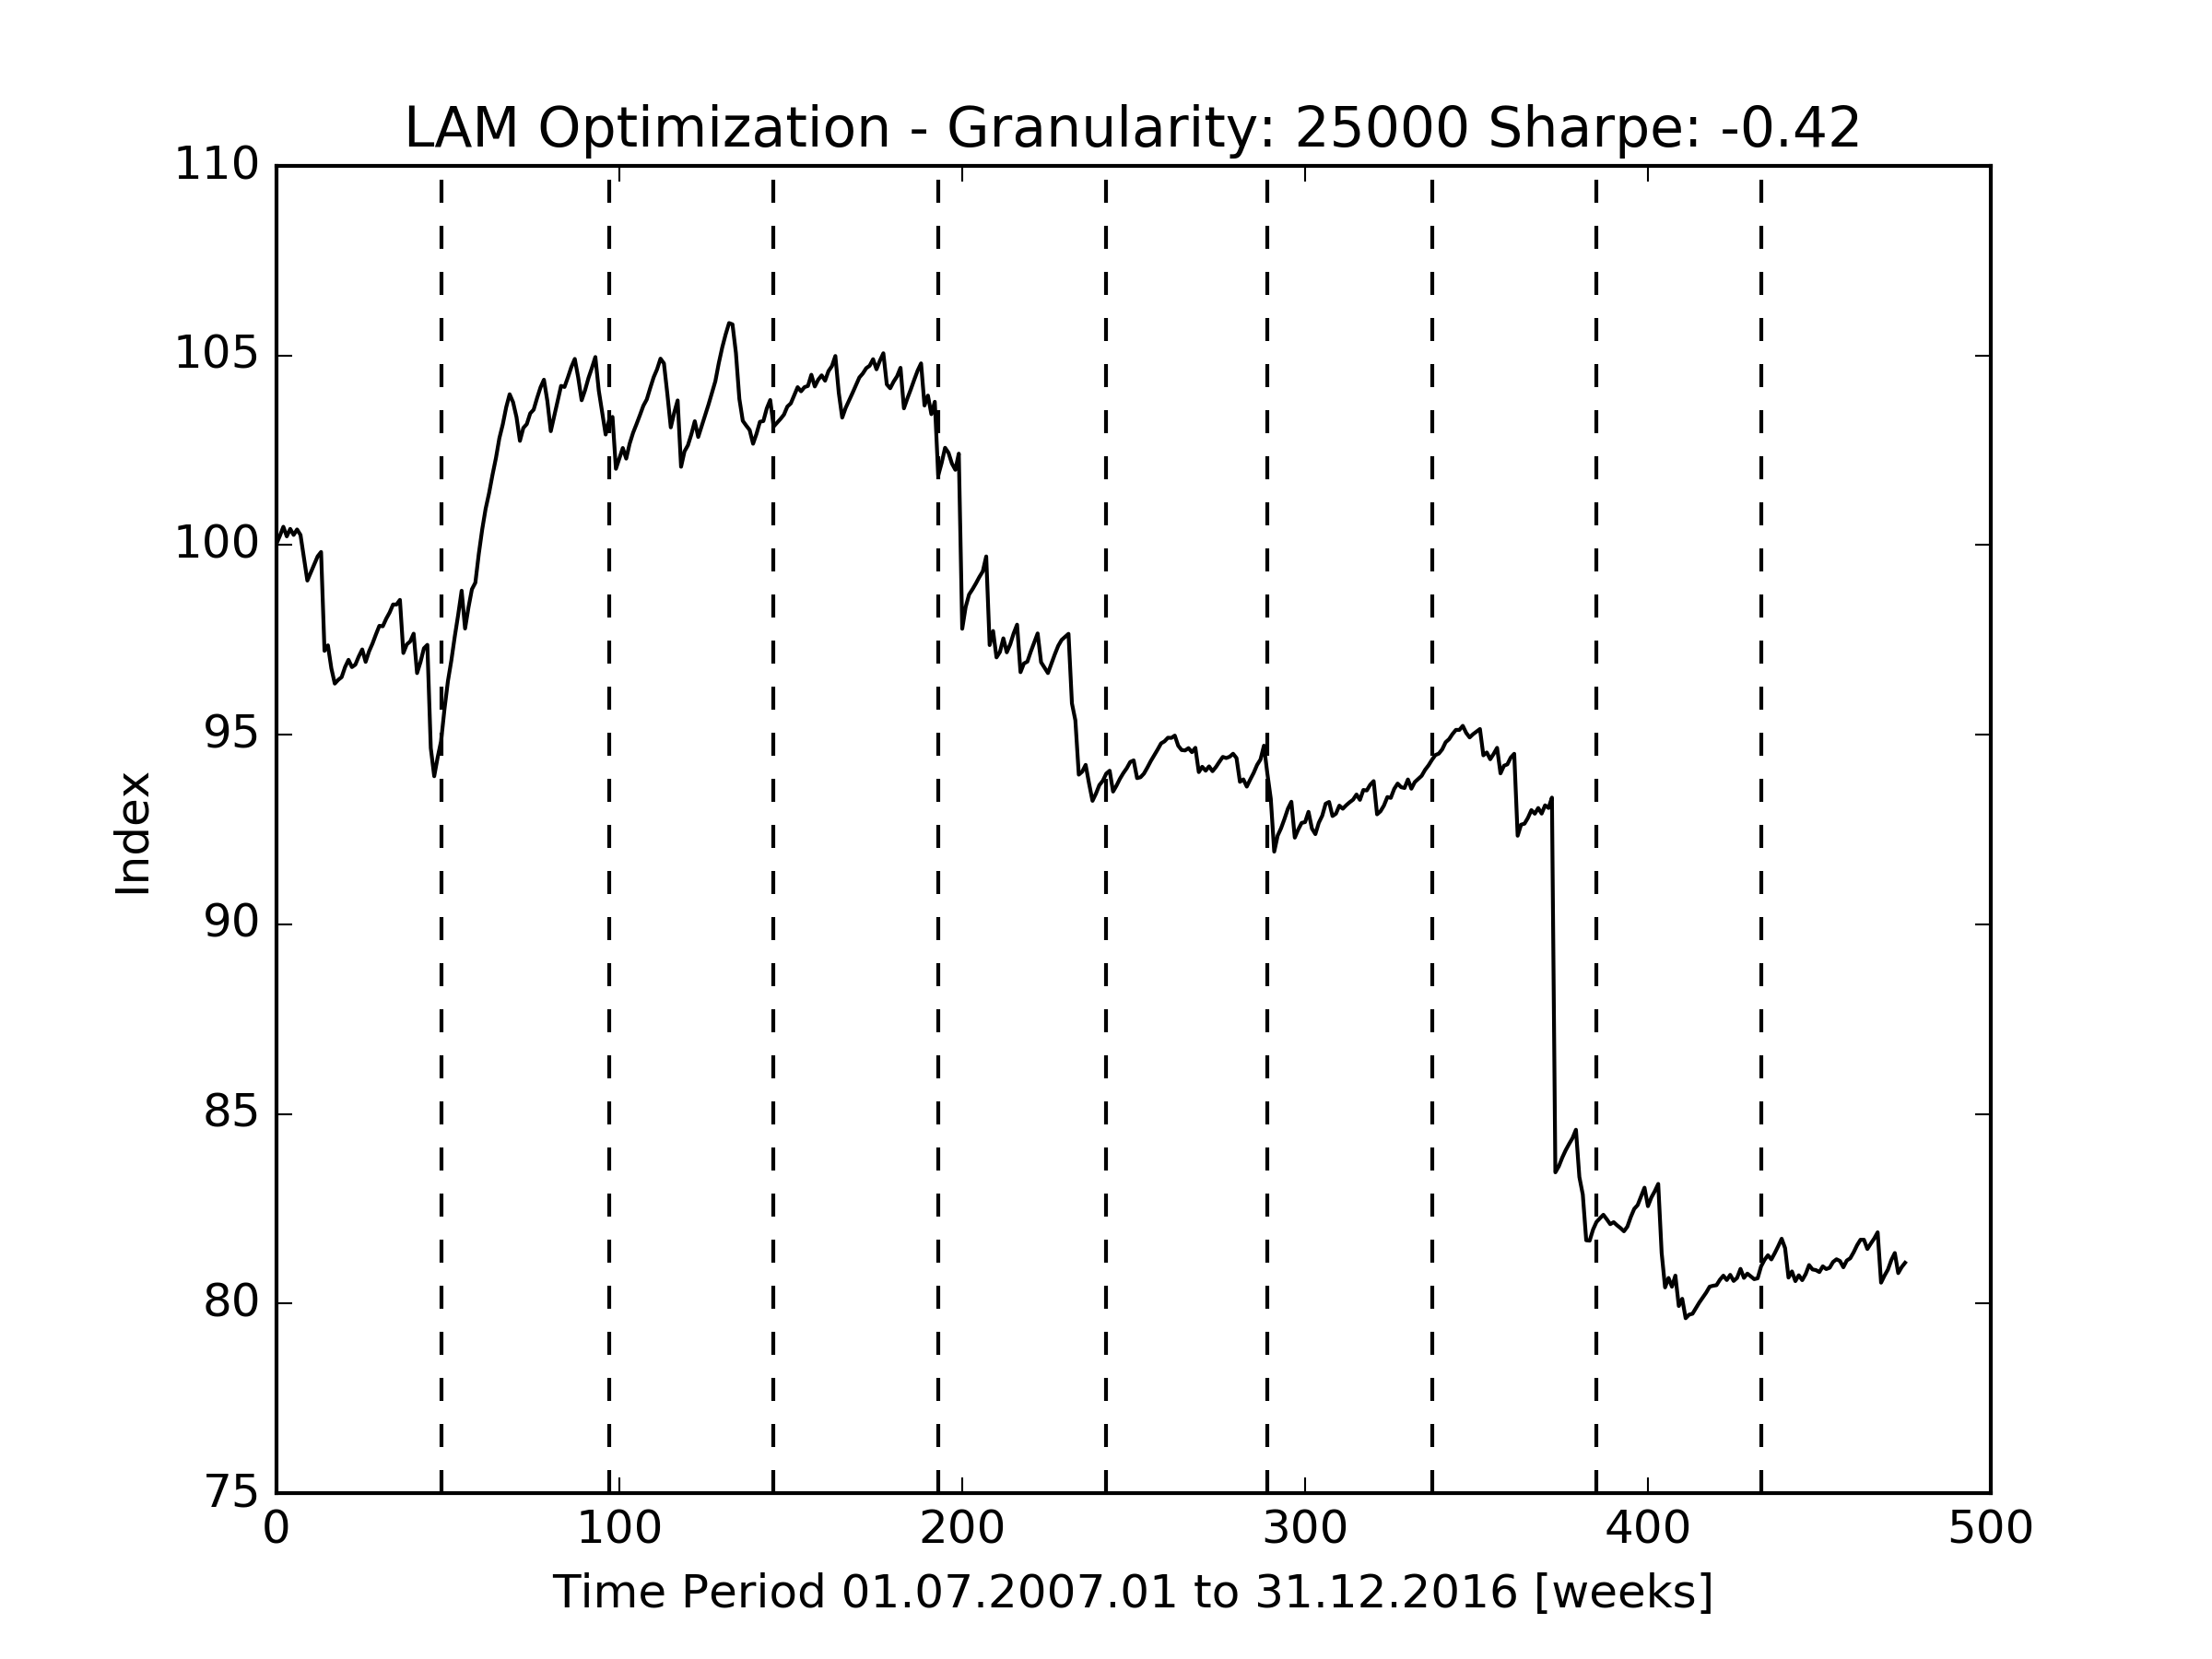 LAM Optimization - Granularity: 25000 Sharpe: -0.42
110
105
100
95
90
85
80
75
Index
0 100 200 300 400 500
Time Period 01.07.2007.01 to 31.12.2016 [weeks]